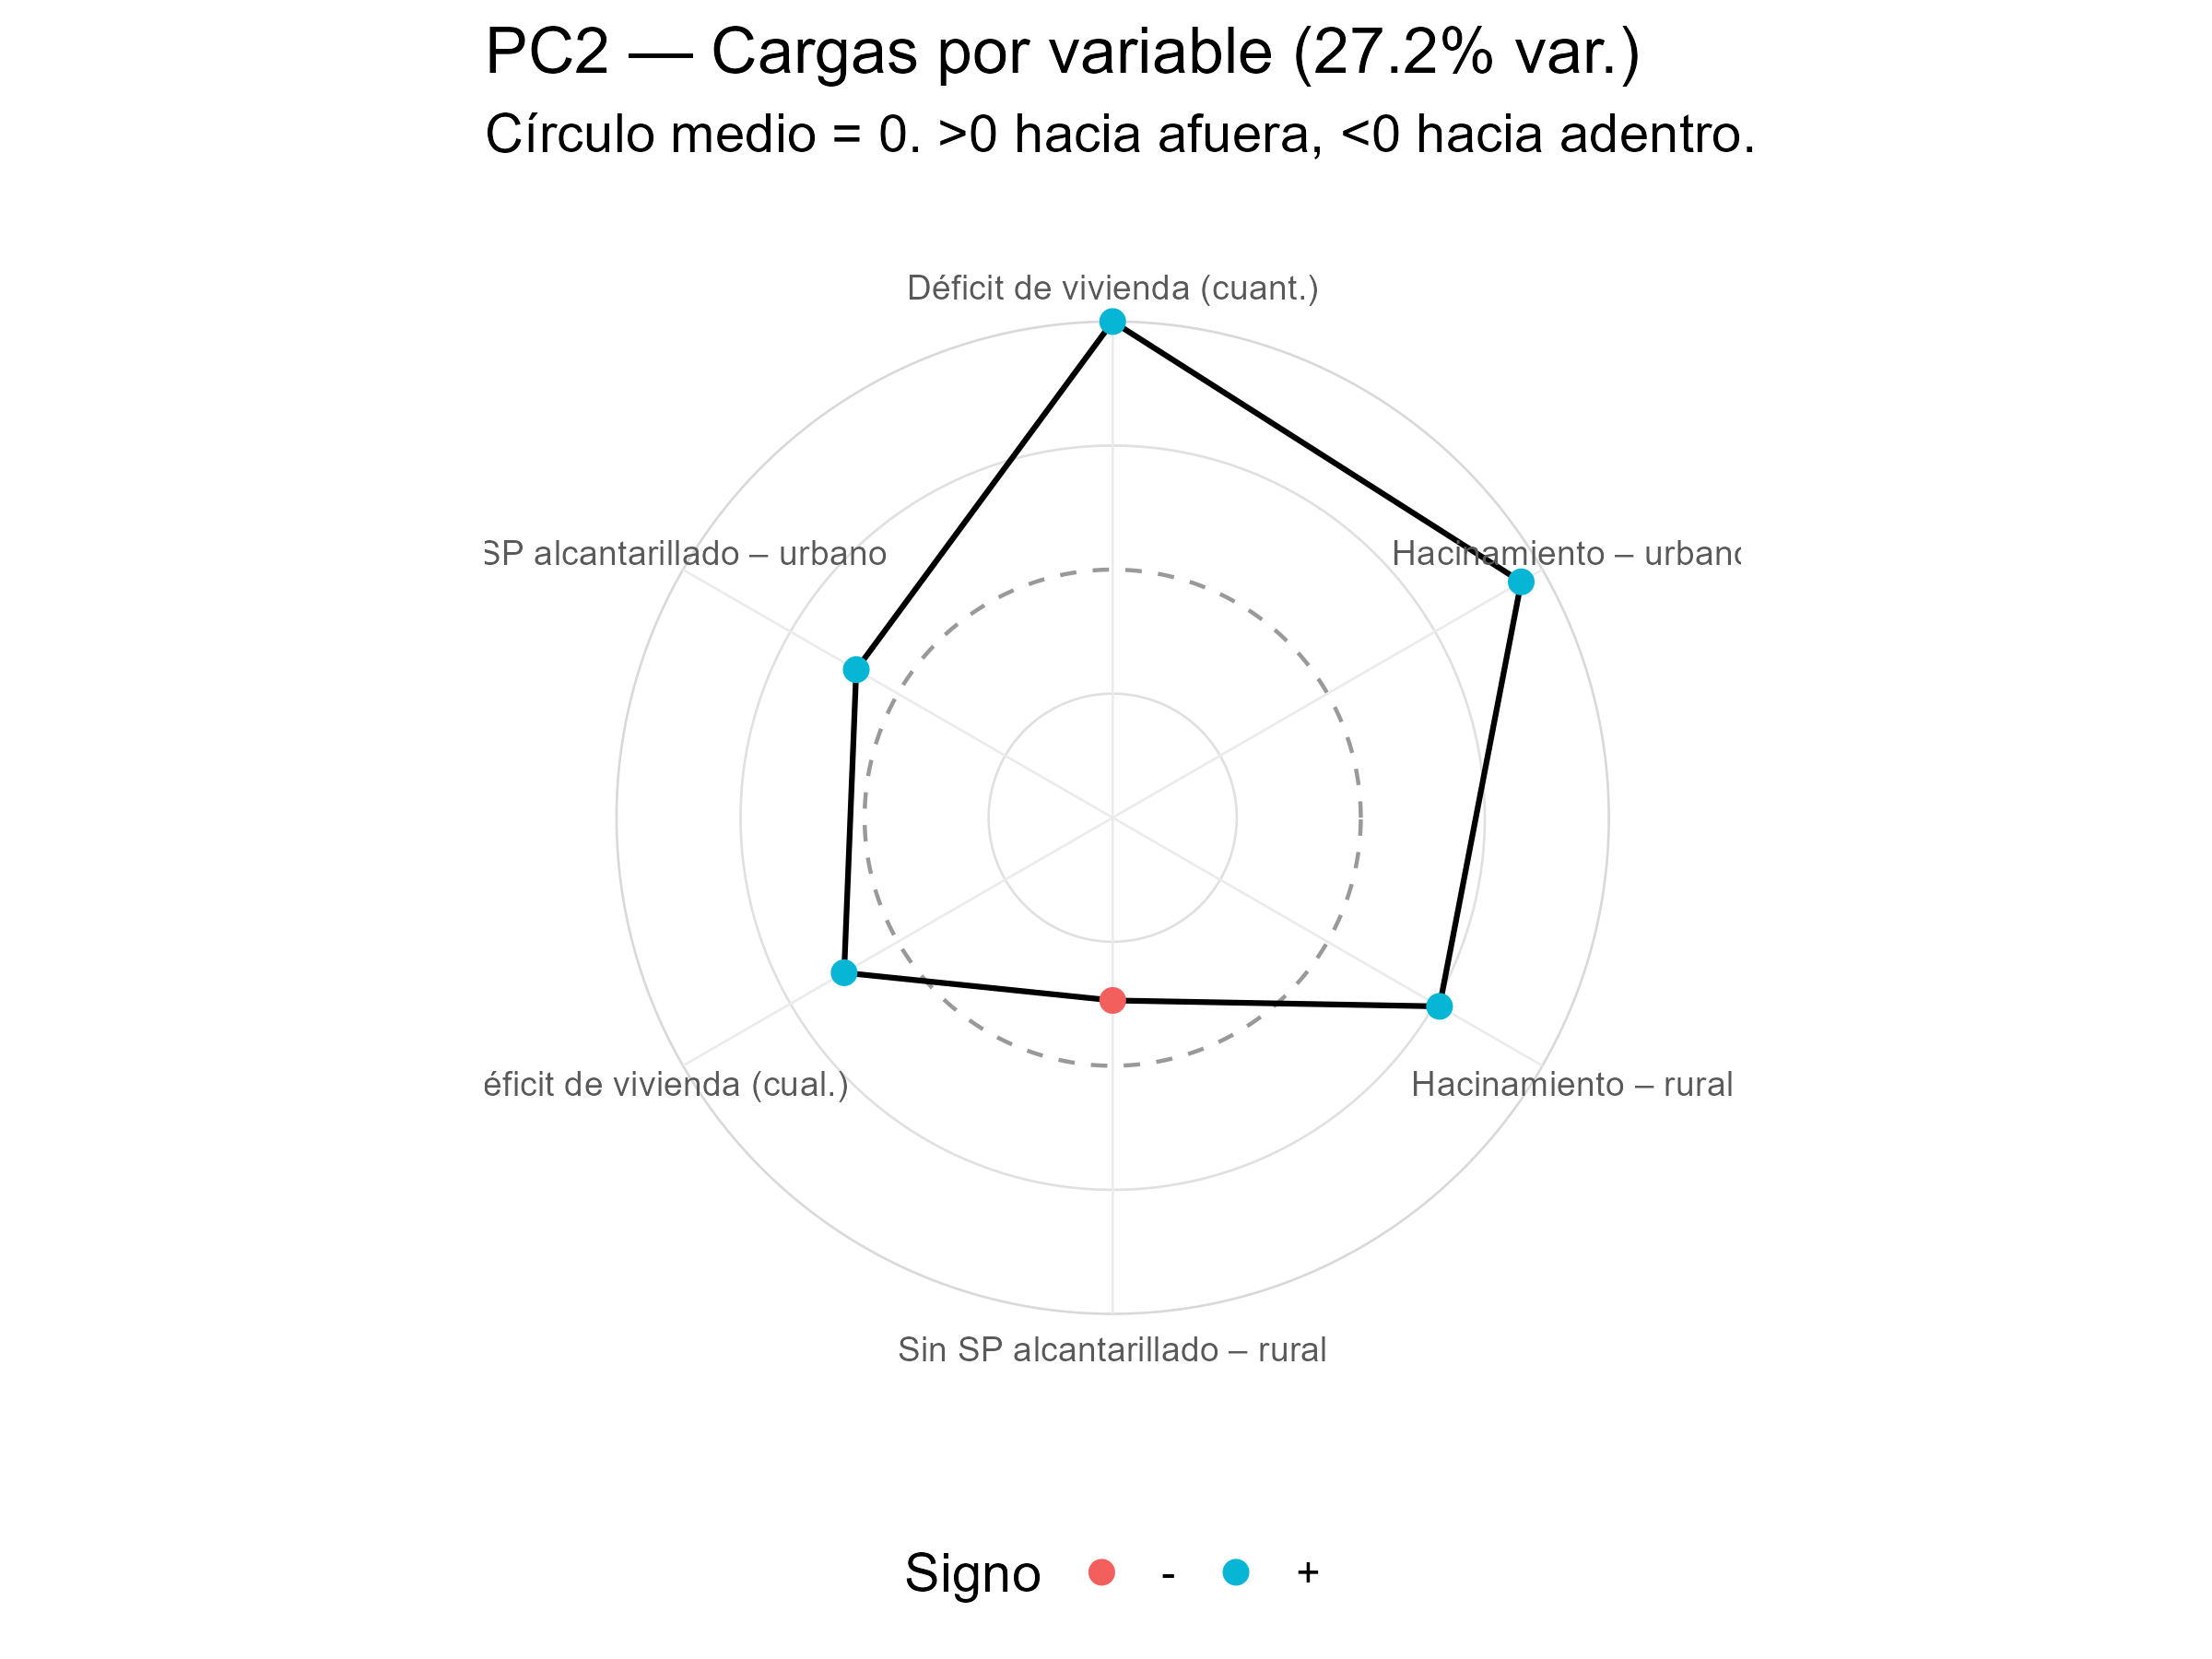 PC2 — Cargas por variable (27.2% var.)
Círculo medio = 0. >0 hacia afuera, <0 hacia adentro.
Déficit de vivienda (cuant.)
SP alcantarillado – urbano
Hacinamiento – urbano
éficit de vivienda (cual.)
Hacinamiento – rural
Sin SP alcantarillado – rural
Signo - +